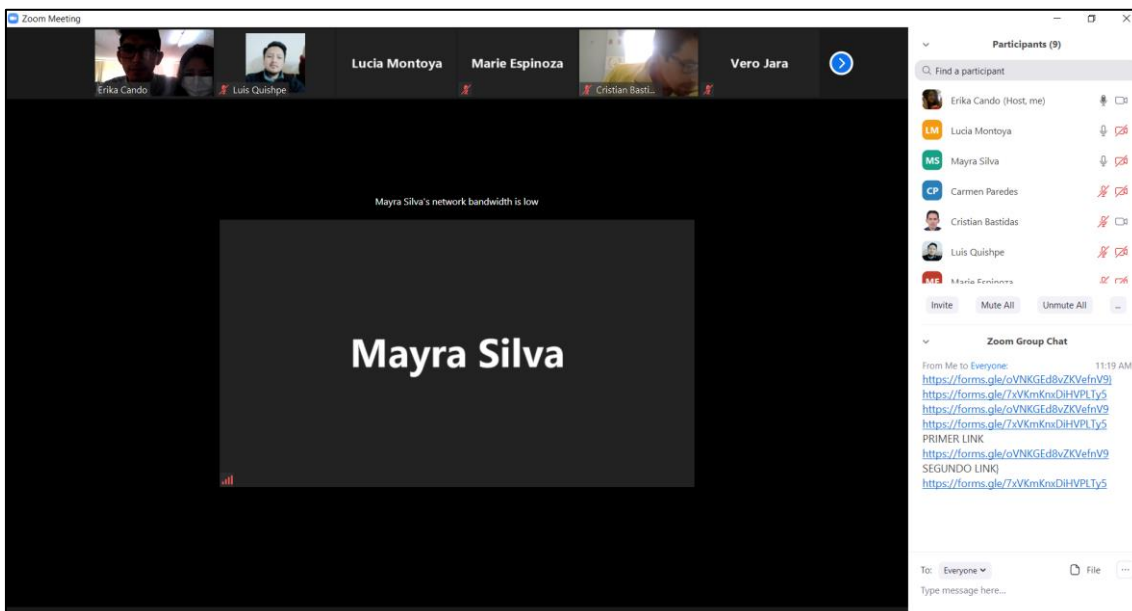 Zoom Meeting
Erika Cando
Luis Quishpe
Lucia Montoya
Marie Espinoza
Cristian Basti...
Vero Jara
Mayra Silva's network bandwidth is low
Mayra Silva
Participants (9)
Find a participant
Erika Cando (Host, me)
LM Lucia Montoya
MS Mayra Silva
CP Carmen Paredes
Cristian Bastidas
Luis Quishpe
ME Marie Espinoza
Invite Mute All Unmute All ...
Zoom Group Chat
From Me to Everyone: 11:19 AM
https://forms.gle/oVNKGEd8vZKVefnV9)
https://forms.gle/7xVKmKnxDiHVPLTy5
https://forms.gle/oVNKGEd8vZKVefnV9
https://forms.gle/7xVKmKnxDiHVPLTy5
PRIMER LINK
https://forms.gle/oVNKGEd8vZKVefnV9
SEGUNDO LINK)
https://forms.gle/7xVKmKnxDiHVPLTy5
To: Everyone File ...
Type message here...